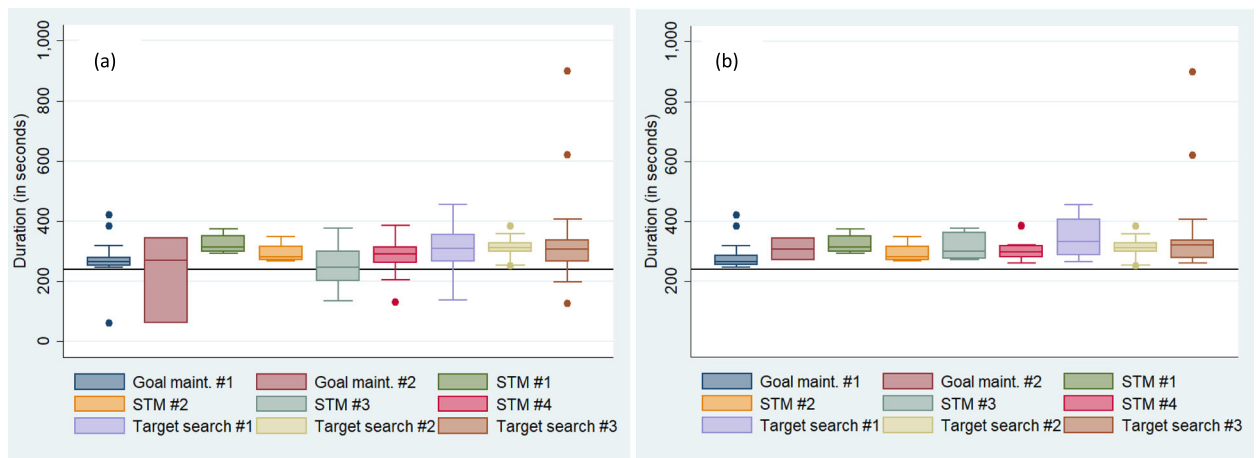 (a)
1,000
800
600
400
200
0
Duration (in seconds)
Goal maint. #1 Goal maint. #2 STM #1
STM #2 STM #3 STM #4
Target search #1 Target search #2 Target search #3
(b)
1,000
800
600
400
200
Duration (in seconds)
Goal maint. #1 Goal maint. #2 STM #1
STM #2 STM #3 STM #4
Target search #1 Target search #2 Target search #3